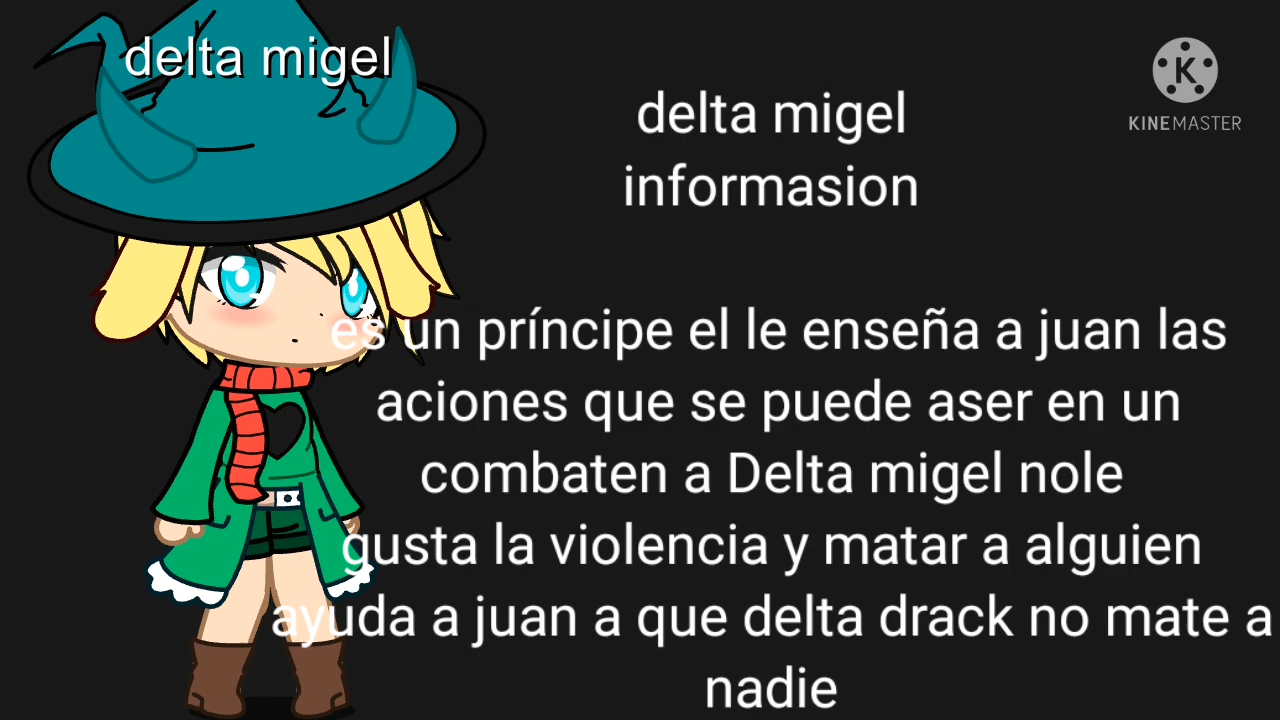 delta migel
delta migel
informasion
es un príncipe el le enseña a juan las
aciones que se puede aser en un
combaten a Delta migel nole
gusta la violencia y matar a alguien
ayuda a juan a que delta drack no mate a
nadie
K
KINEMASTER